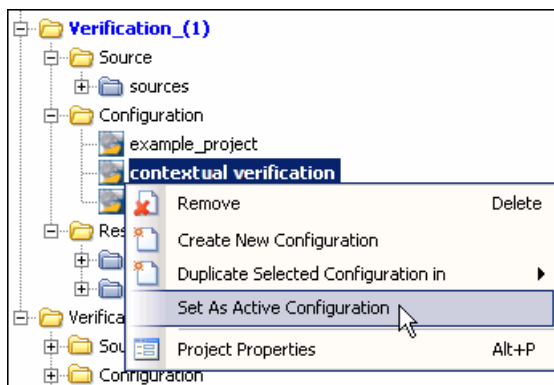 Verification_(1)
Source
sources
Configuration
example_project
contextual verification
Remove Delete
Create New Configuration
Res
Duplicate Selected Configuration in
Set As Active Configuration
Verifica
Project Properties Alt+P
Sou
Configuration